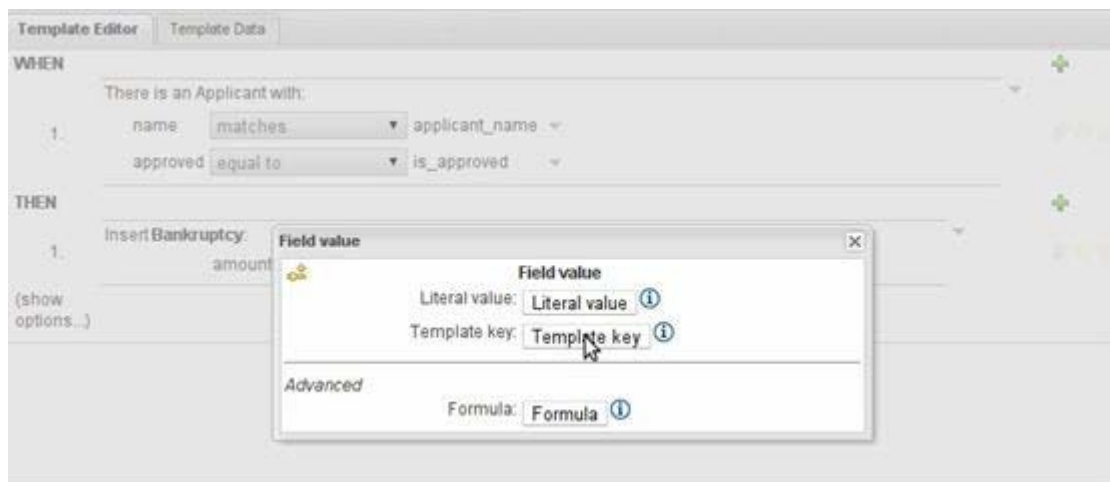 Template Editor Template Data
WHEN
There is an Applicant with:
1. name matches applicant_name
approved equal to is_approved
THEN
Insert Bankruptcy:
1. amount
Field value
Field value
Literal value: Literal value
Template key: Template key
Advanced
Formula: Formula
(show
options...)